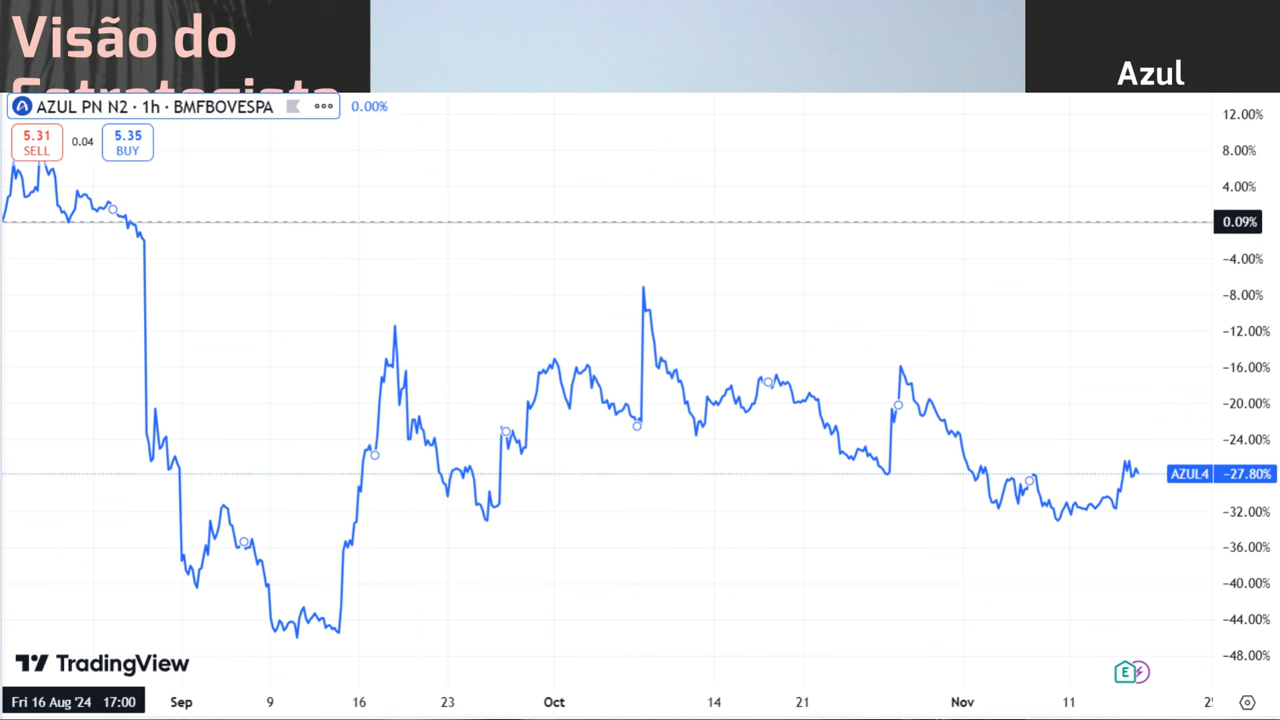 Visão do
Estrategista
Azul
AZUL PN N2 · 1h · BMFBOVESPA
0.00%
5.31
SELL
0.04
5.35
BUY
12.00%
8.00%
4.00%
0.09%
−4.00%
−8.00%
−12.00%
−16.00%
−20.00%
−24.00%
AZUL4 −27.80%
−32.00%
−36.00%
−40.00%
−44.00%
−48.00%
TradingView
E
Fri 16 Aug '24 17:00
Sep 9 16 23 Oct 14 21 Nov 11